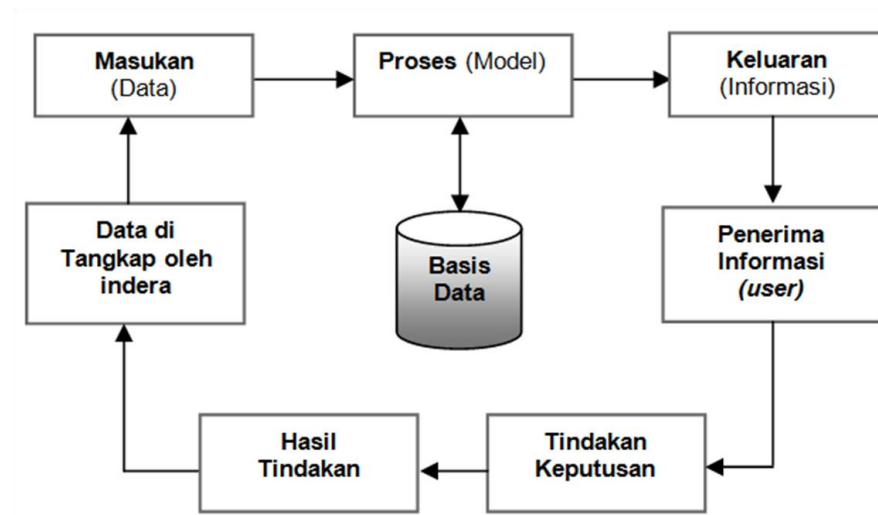 Masukan
(Data)
Proses (Model)
Keluaran
(Informasi)
Data di
Tangkap oleh
indera
Basis
Data
Penerima
Informasi
(user)
Hasil
Tindakan
Tindakan
Keputusan